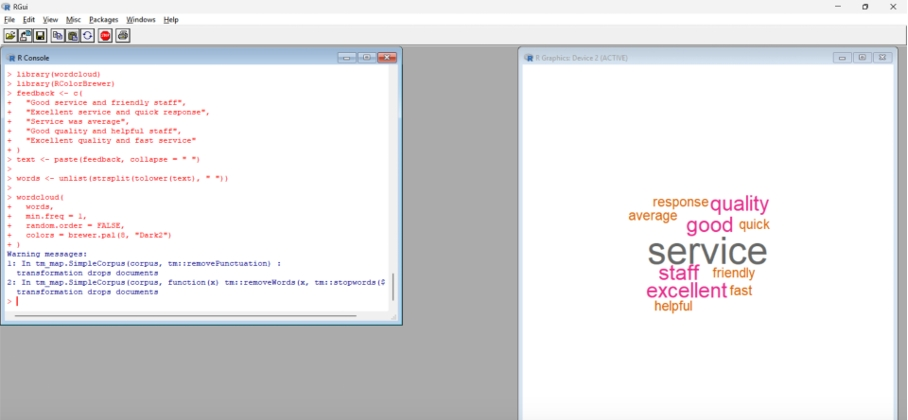 RGui
File Edit View Misc Packages Windows Help
STOP
R Console
> library(wordcloud)
> library(RColorBrewer)
> feedback <- c(
+ "Good service and friendly staff",
+ "Excellent service and quick response",
+ "Service was average",
+ "Good quality and helpful staff",
+ "Excellent quality and fast service"
+ )
> text <- paste(feedback, collapse = " ")
>
> words <- unlist(strsplit(tolower(text), " "))
>
> wordcloud(
+ words,
+ min.freq = 1,
+ random.order = FALSE,
+ colors = brewer.pal(8, "Dark2")
+ )
Warning messages:
1: In tm_map.SimpleCorpus(corpus, tm::removePunctuation) :
transformation drops documents
2: In tm_map.SimpleCorpus(corpus, function(x) tm::removeWords(x, tm::stopwords($
transformation drops documents
>
R Graphics: Device 2 (ACTIVE)
response quality
average
good quick
service
staff friendly
excellent fast
helpful